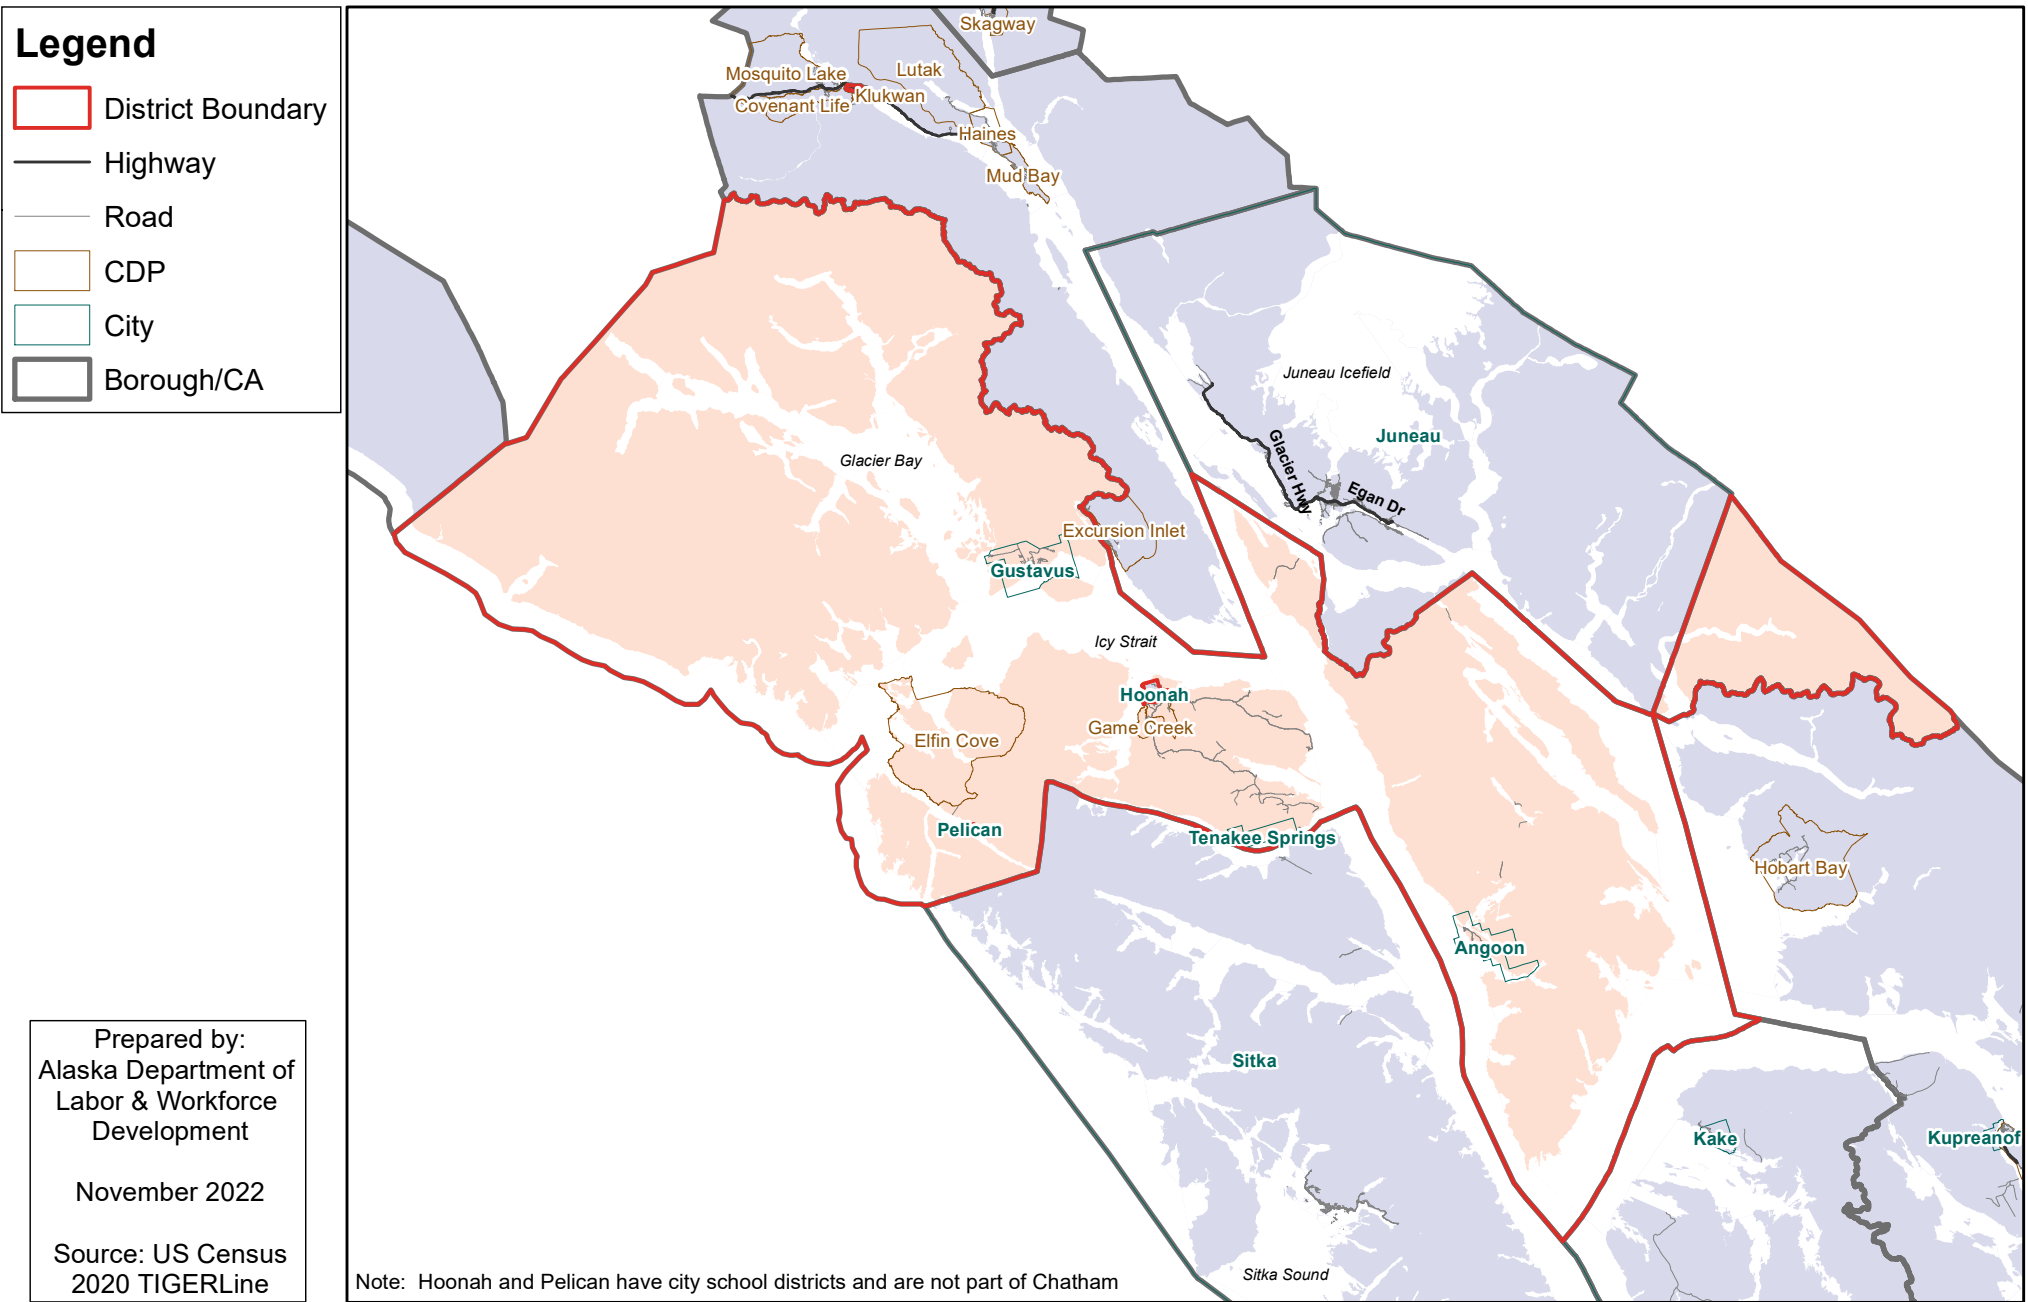 Legend
District Boundary
Highway
Road
CDP
City
Borough/CA
Prepared by:
Alaska Department of
Labor & Workforce
Development
November 2022
Source: US Census
2020 TIGERLine
Skagway
Mosquito Lake
Lutak
Klukwan
Covenant Life
Haines
Mud Bay
Juneau Icefield
Juneau
Glacier Hwy
Egan Dr
Glacier Bay
Excursion Inlet
Gustavus
Icy Strait
Hoonah
Game Creek
Elfin Cove
Pelican
Tenakee Springs
Hobart Bay
Angoon
Sitka
Kake
Kupreanof
Sitka Sound
Note: Hoonah and Pelican have city school districts and are not part of Chatham